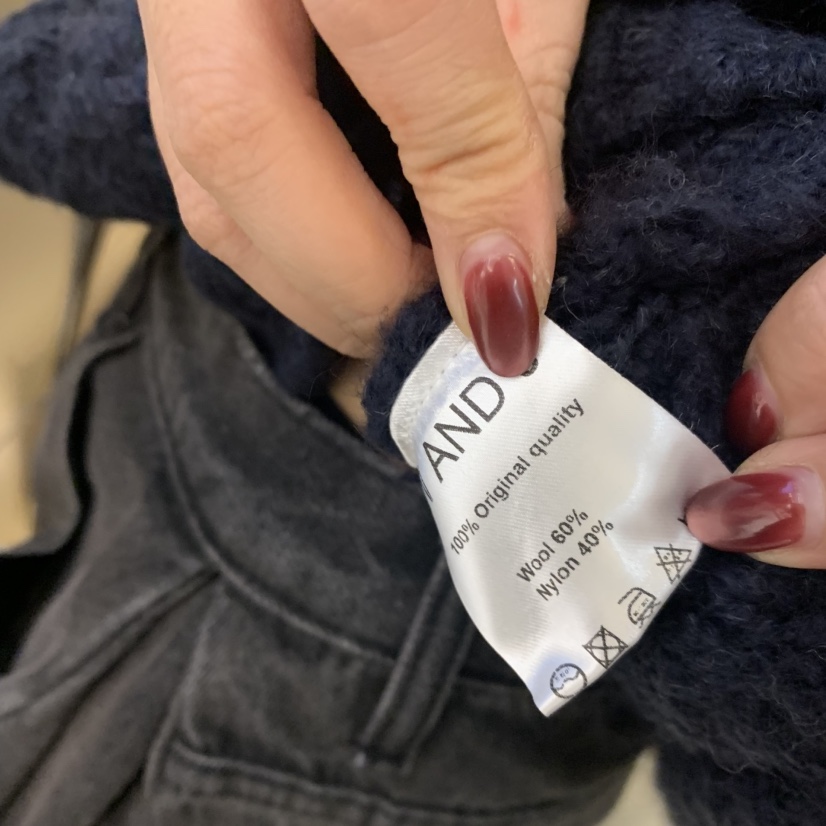 AND
100% Original quality
Wool 60%
Nylon 40%